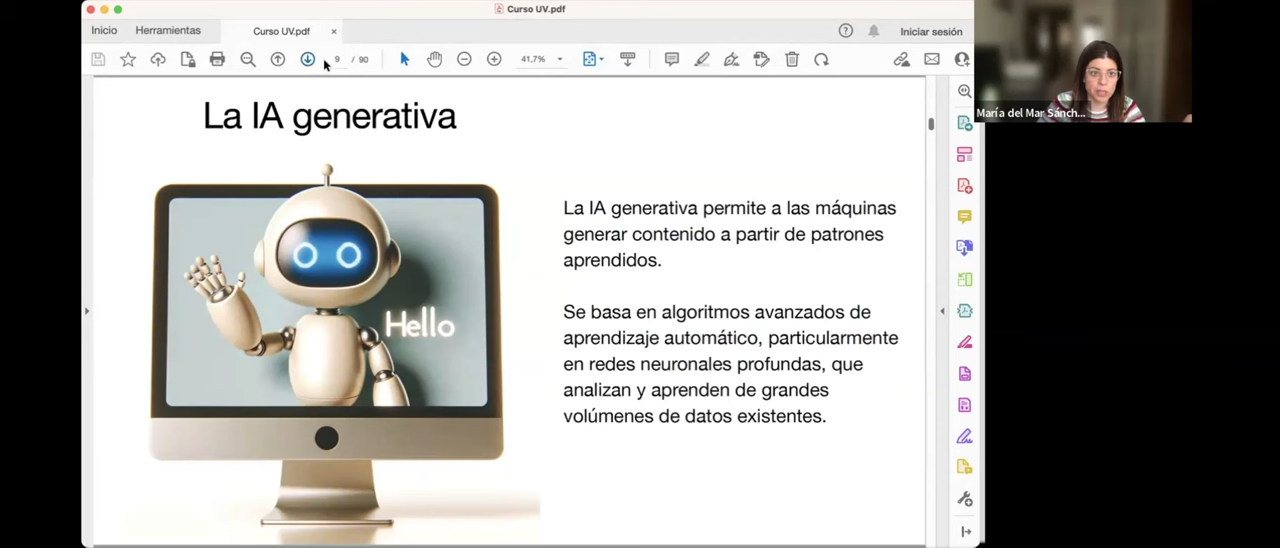 Curso UV.pdf
Inicio
Herramientas
Curso UV.pdf
Iniciar sesión
9 / 90
41,7%
María del Mar Sánch...
La IA generativa
Hello
La IA generativa permite a las máquinas
generar contenido a partir de patrones
aprendidos.
Se basa en algoritmos avanzados de
aprendizaje automático, particularmente
en redes neuronales profundas, que
analizan y aprenden de grandes
volúmenes de datos existentes.